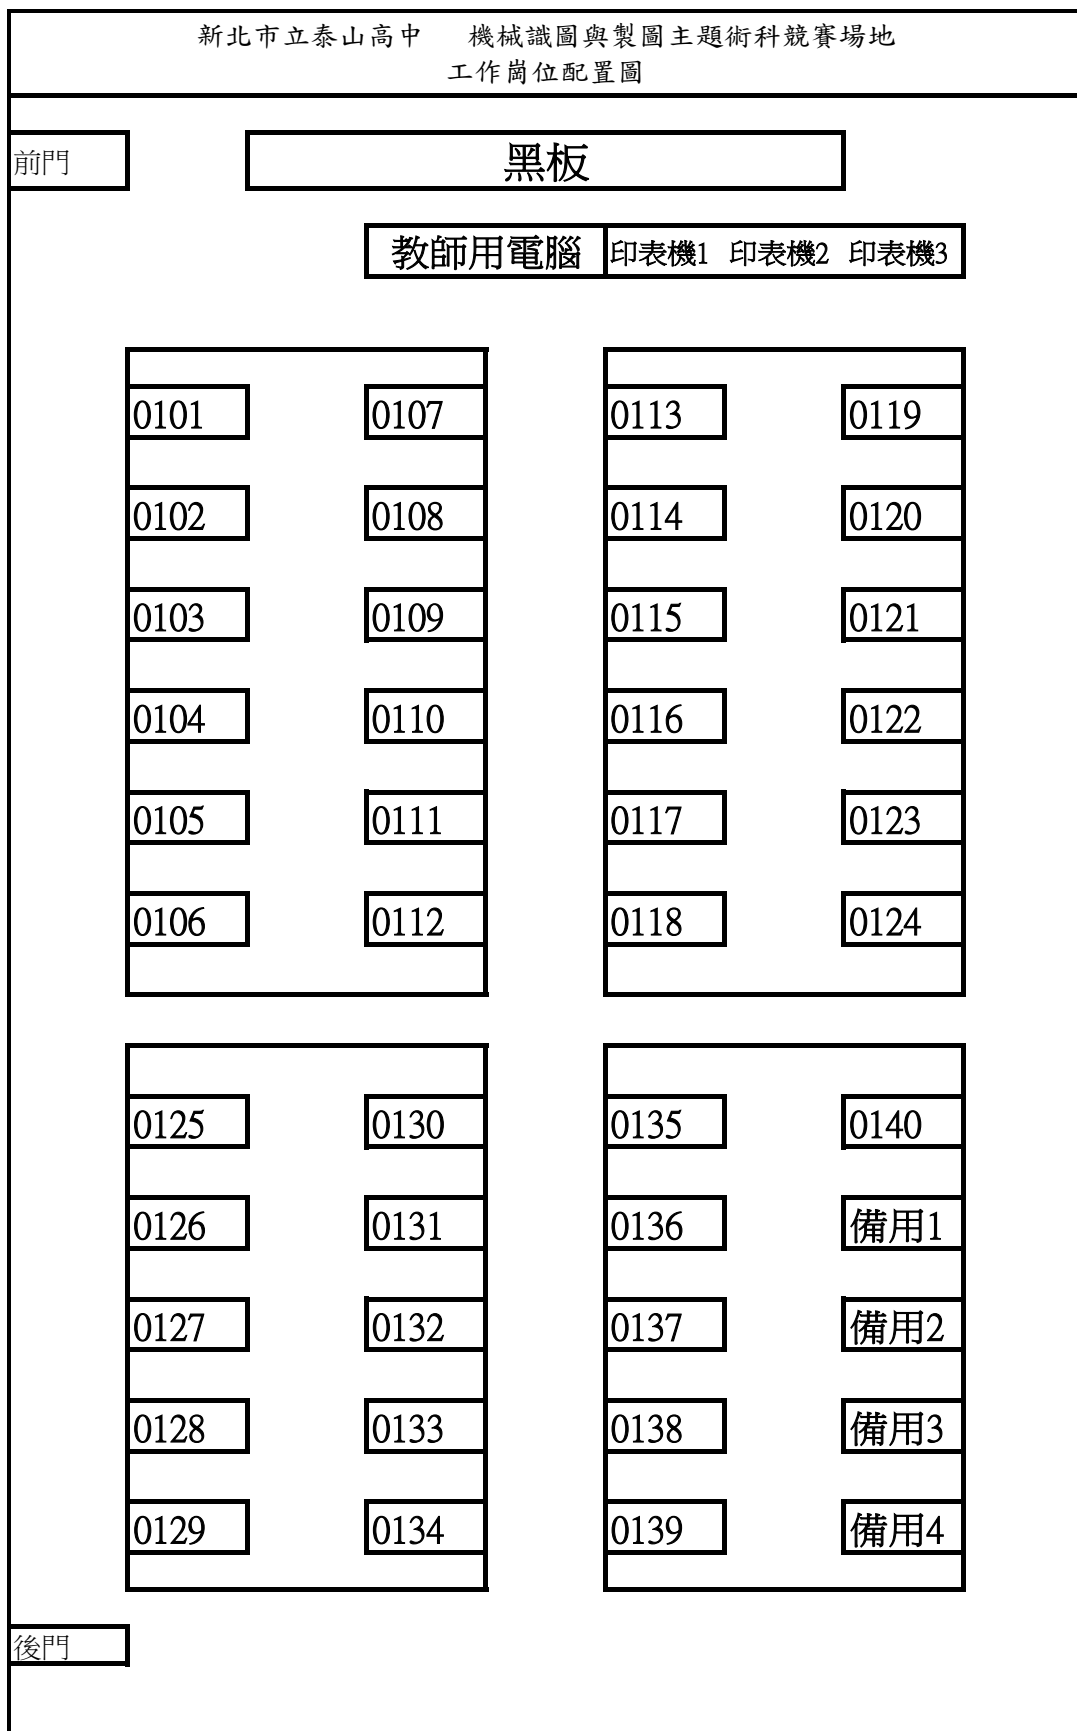 新北市立泰山高中 機械識圖與製圖主題術科競賽場地
工作崗位配置圖
前門 黑板
教師用電腦 印表機1 印表機2 印表機3
0101 0107 0113 0119
0102 0108 0114 0120
0103 0109 0115 0121
0104 0110 0116 0122
0105 0111 0117 0123
0106 0112 0118 0124
0125 0130 0135 0140
0126 0131 0136 備用1
0127 0132 0137 備用2
0128 0133 0138 備用3
0129 0134 0139 備用4
後門